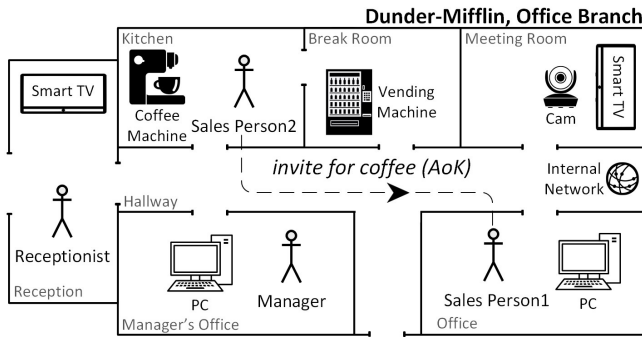 Dunder-Mifflin, Office Branch
Kitchen
Break Room
Meeting Room
Smart TV
Coffee
Machine
Sales Person2
Vending
Machine
Cam
Smart TV
invite for coffee (AoK)
Internal
Network
Hallway
Receptionist
Reception
PC
Manager
Manager's Office
Sales Person1
PC
Office